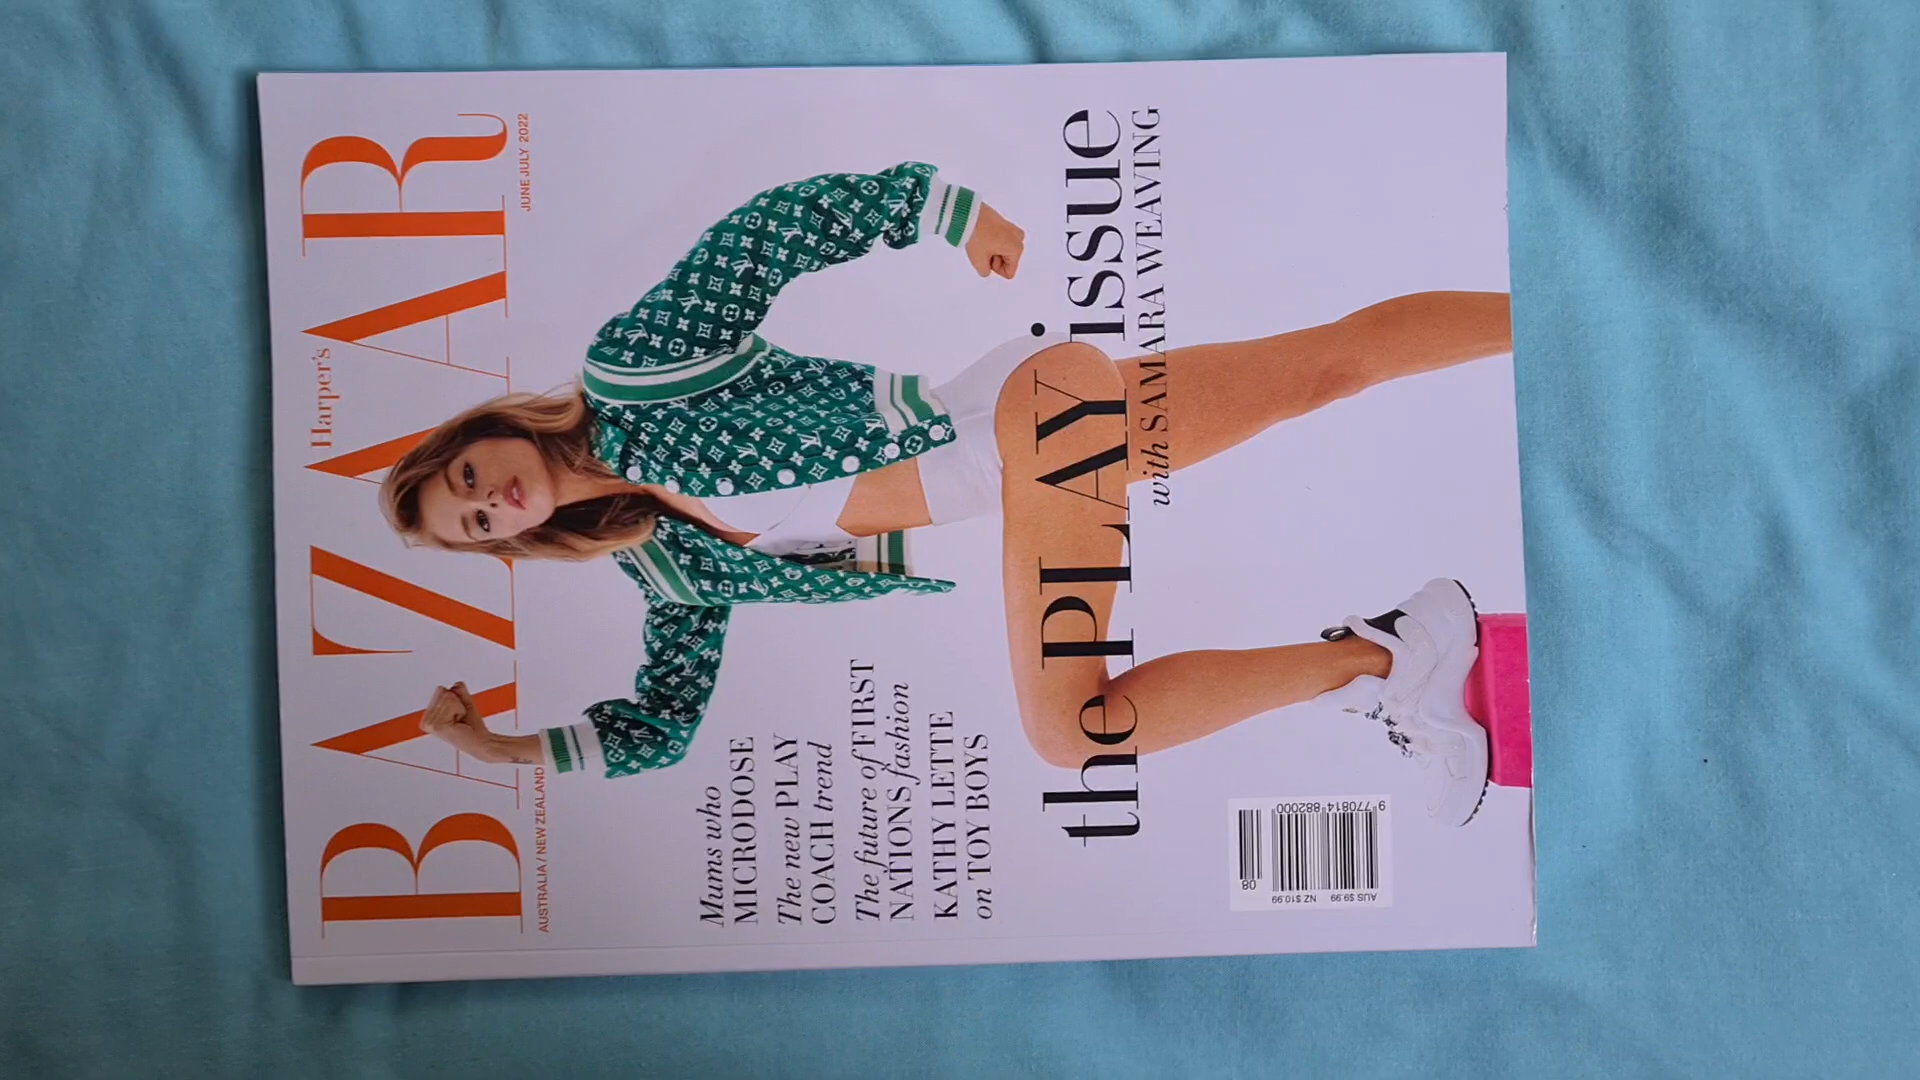 Harper's
BAZAAR
AUSTRALIA / NEW ZEALAND
JUNE JULY 2022
Mums who
MICRODOSE
The new PLAY
COACH trend
The future of FIRST
NATIONS fashion
KATHY LETTE
on TOY BOYS
the PLAY issue
with SAMARA WEAVING
08
9 770814 882000
AUS $9.99 NZ $10.99